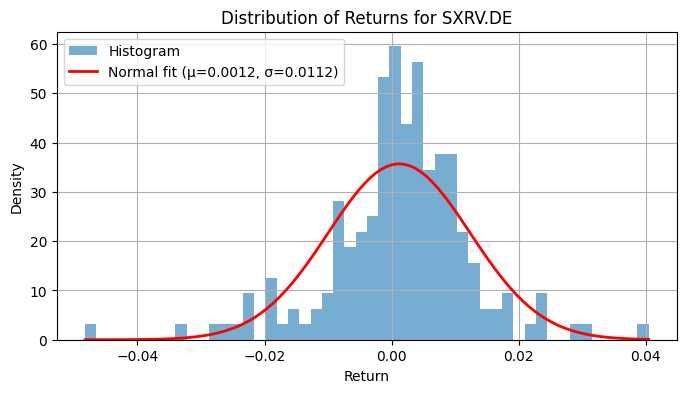 Distribution of Returns for SXRV.DE
Histogram
Normal fit (μ=0.0012, σ=0.0112)
60
50
40
30
20
10
0
Density
−0.04
−0.02
0.00
0.02
0.04
Return